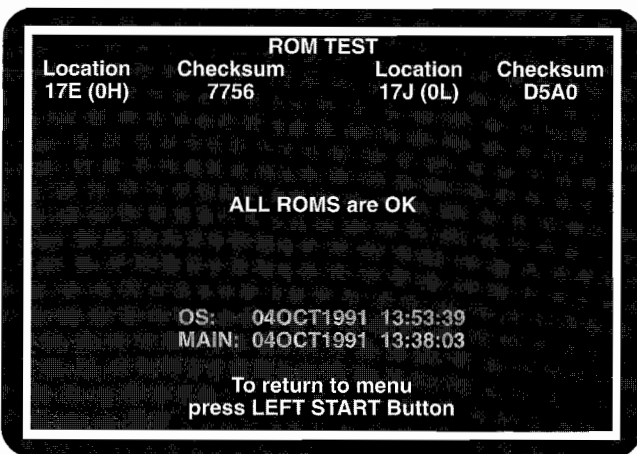 ROM TEST
Location Checksum Location Checksum
17E (0H) 7756 17J (0L) D5A0
ALL ROMS are OK
OS: 04OCT1991 13:53:39
MAIN: 04OCT1991 13:38:03
To return to menu
press LEFT START Button